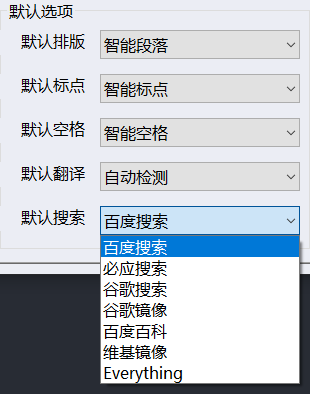 默认选项
默认排版 智能段落
默认标点 智能标点
默认空格 智能空格
默认翻译 自动检测
默认搜索 百度搜索
百度搜索
必应搜索
谷歌搜索
谷歌镜像
百度百科
维基镜像
Everything